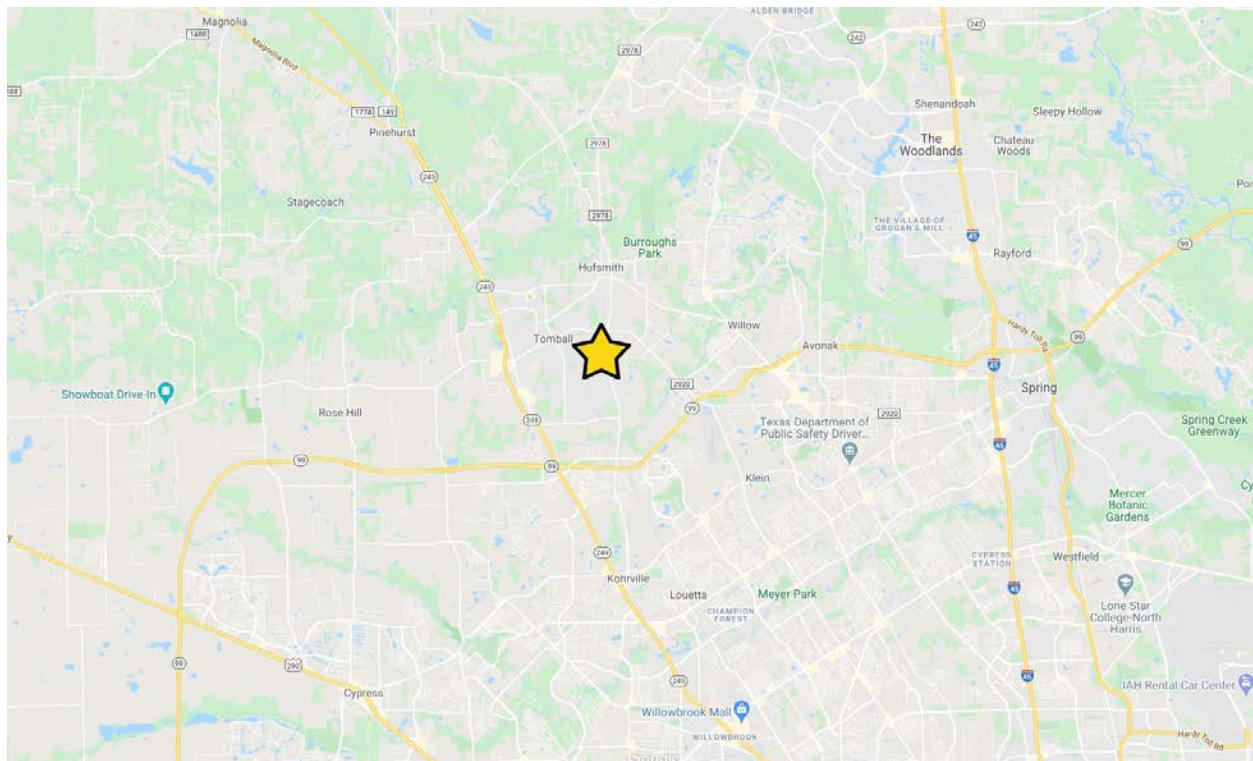 ALDEN BRIDGE
Magnolia
1488
242
242
2978
Magnolia Blvd
2978
488
1774
149
Shenandoah
Sleepy Hollow
Pinehurst
The
Woodlands
Chateau
Woods
2978
249
Stagecoach
2978
THE VILLAGE OF
GROGAN'S MILL
45
99
Burroughs
Park
Rayford
Hufsmith
249
Willow
Hardy Toll Rd
99
Tomball
Avonak
45
Showboat Drive-In
2920
Spring
Rose Hill
99
2920
249
Texas Department of
Public Safety Driver...
Spring Creek
Greenway
45
99
99
Klein
Mercer
Botanic
Gardens
249
CYPRESS
STATION
Westfield
Kohrville
Louetta
Meyer Park
45
CHAMPION
FOREST
Lone Star
College-North
Harris
99
290
45
249
IAH Rental Car Center
Cypress
Willowbrook Mall
WILLOWBROOK
Hardy Toll Rd